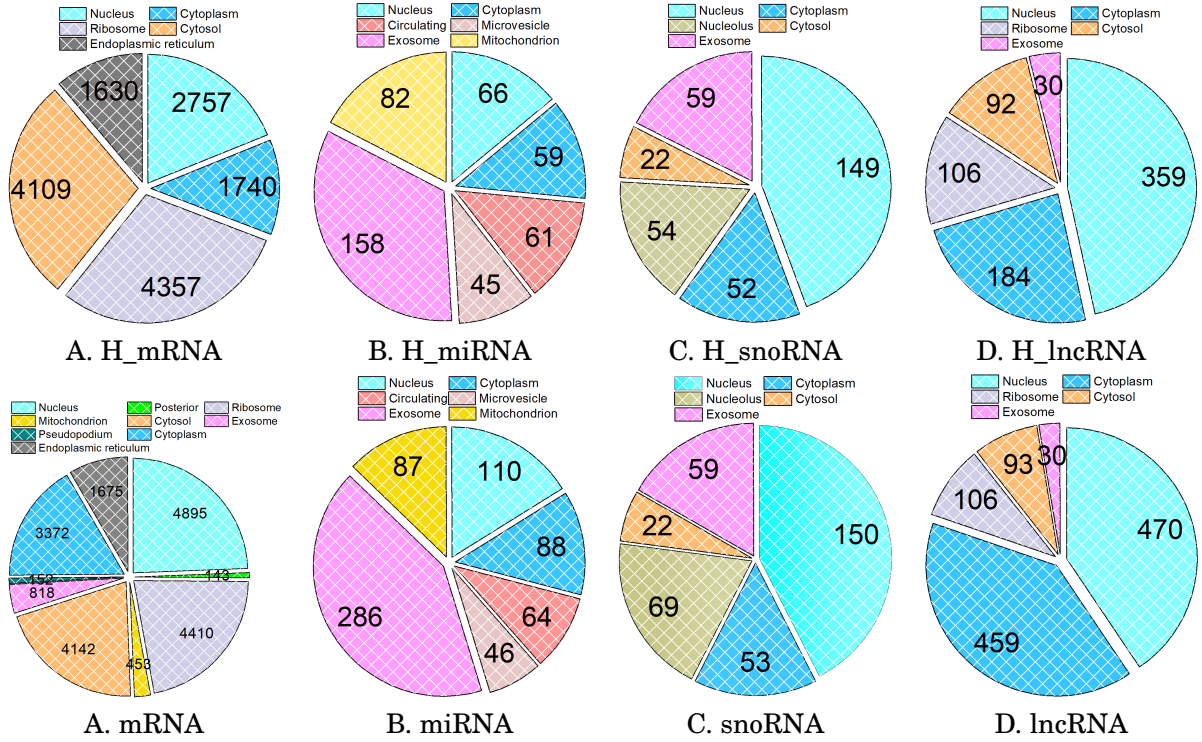 Nucleus Cytoplasm
Ribosome Cytosol
Endoplasmic reticulum
1630
2757
1740
4109
4357
A. H_mRNA
Nucleus Cytoplasm
Circulating Microvesicle
Exosome Mitochondrion
82
66
59
61
158
45
B. H_miRNA
Nucleus Cytoplasm
Nucleolus Cytosol
Exosome
59
149
22
54
52
C. H_snoRNA
Nucleus Cytoplasm
Ribosome Cytosol
Exosome
30
92
106
359
184
D. H_lncRNA
Nucleus Posterior Ribosome
Mitochondrion Cytosol Exosome
Pseudopodium Cytoplasm
Endoplasmic reticulum
1675
4895
3372
143
152
818
4410
4142
453
A. mRNA
Nucleus Cytoplasm
Circulating Microvesicle
Exosome Mitochondrion
87
110
88
286
64
46
B. miRNA
Nucleus Cytoplasm
Nucleolus Cytosol
Exosome
59
22
150
69
53
C. snoRNA
Nucleus Cytoplasm
Ribosome Cytosol
Exosome
30
93
106
470
459
D. lncRNA